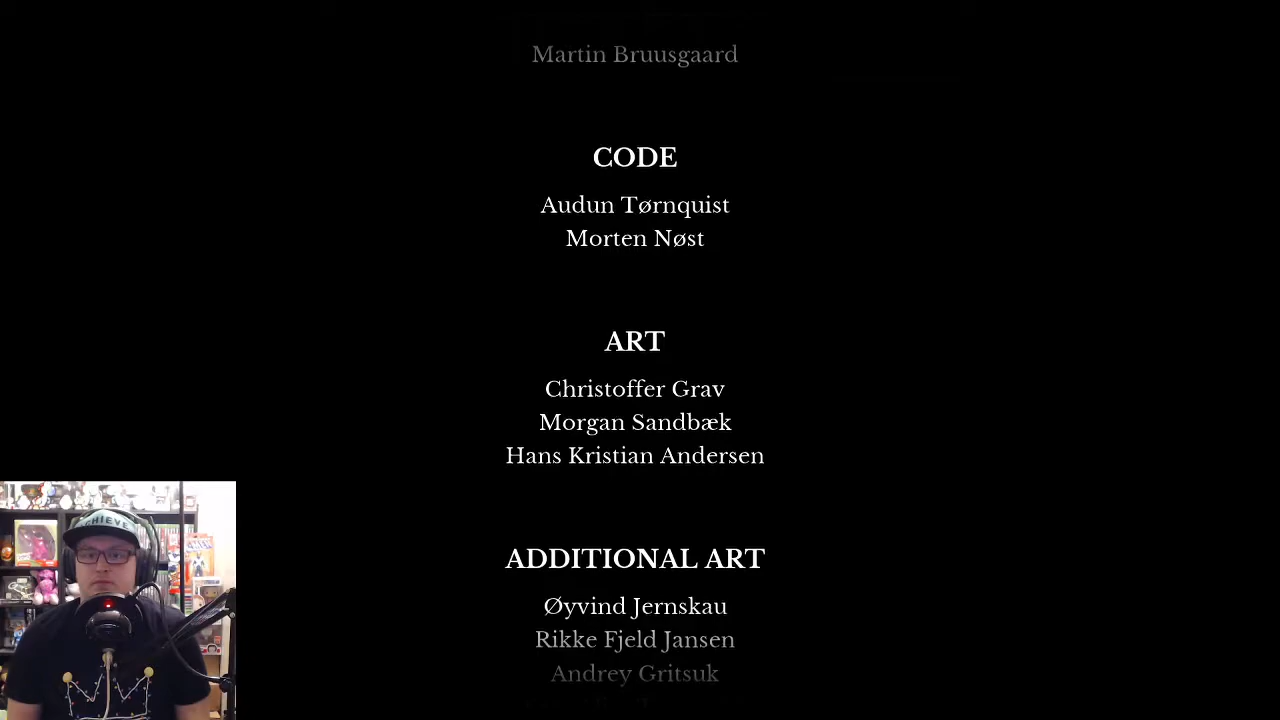 Martin Bruusgaard
CODE
Audun Tørnquist
Morten Nøst
ART
Christoffer Grav
Morgan Sandbæk
Hans Kristian Andersen
ADDITIONAL ART
Øyvind Jernskau
Rikke Fjeld Jansen
Andrey Gritsuk